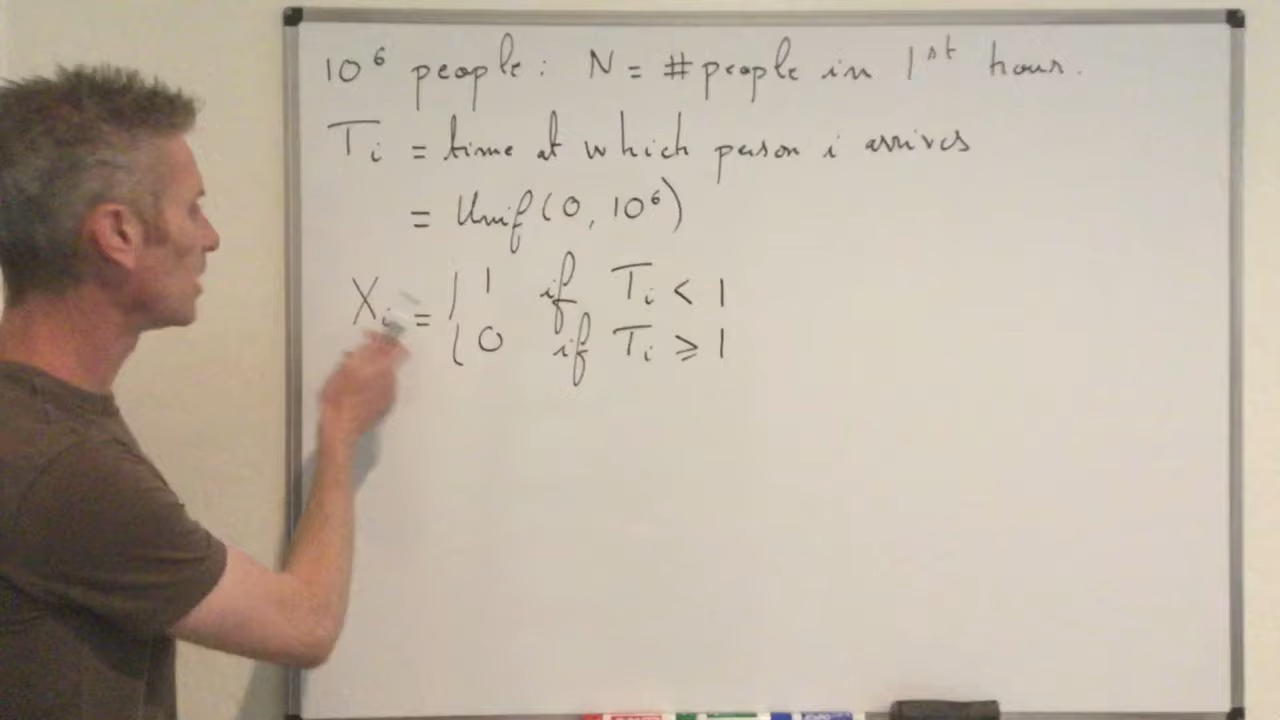 10⁶ people: N = #people in 1ˢᵗ hour.
Tᵢ = time at which person i arrives
= Unif(0, 10⁶)
Xᵢ = { 1 if Tᵢ < 1
0 if Tᵢ ⩾ 1